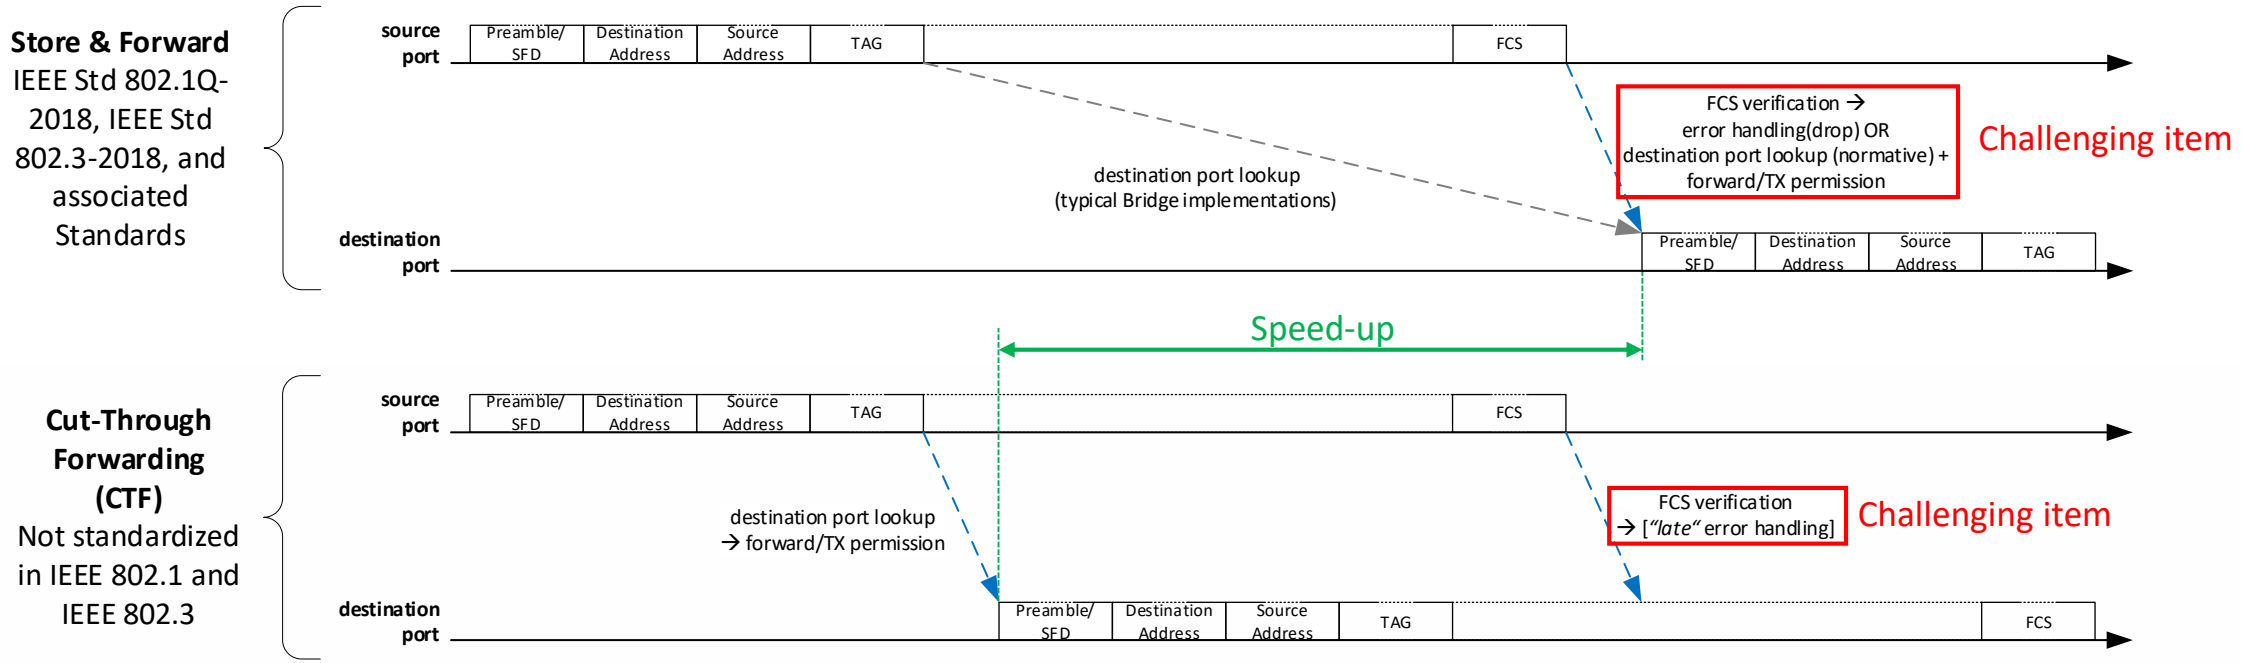 Store & Forward
IEEE Std 802.1Q-
2018, IEEE Std
802.3-2018, and
associated
Standards
source
port
Preamble/
SFD
Destination
Address
Source
Address
TAG
FCS
FCS verification →
error handling(drop) OR
destination port lookup (normative) +
forward/TX permission
Challenging item
destination port lookup
(typical Bridge implementations)
destination
port
Preamble/
SFD
Destination
Address
Source
Address
TAG
Speed-up
Cut-Through
Forwarding
(CTF)
Not standardized
in IEEE 802.1 and
IEEE 802.3
source
port
Preamble/
SFD
Destination
Address
Source
Address
TAG
FCS
destination port lookup
→ forward/TX permission
FCS verification
→ [“late“ error handling]
Challenging item
destination
port
Preamble/
SFD
Destination
Address
Source
Address
TAG
FCS